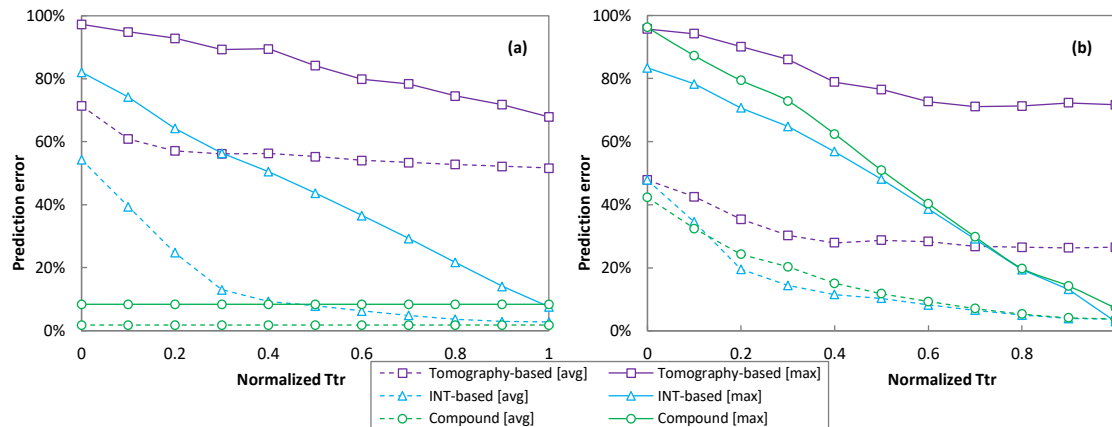 100%
80%
60%
40%
20%
0%
Prediction error
(a)
0 0.2 0.4 0.6 0.8 1
Normalized Ttr
100%
80%
60%
40%
20%
0%
Prediction error
(b)
0 0.2 0.4 0.6 0.8
Normalized Ttr
Tomography-based [avg] Tomography-based [max]
INT-based [avg] INT-based [max]
Compound [avg] Compound [max]